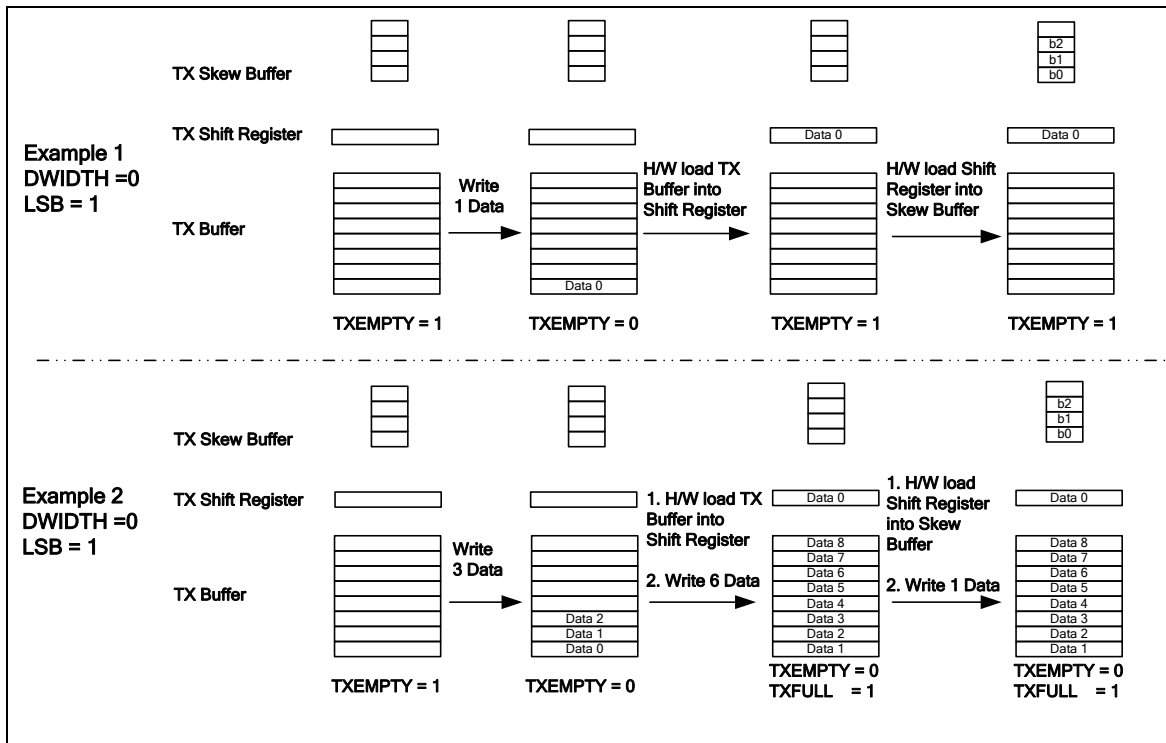 TX Skew Buffer
b2
b1
b0
TX Shift Register
Data 0
Data 0
Example 1
DWIDTH =0
LSB = 1
Write
1 Data
H/W load TX
Buffer into
Shift Register
H/W load Shift
Register into
Skew Buffer
TX Buffer
Data 0
TXEMPTY = 1
TXEMPTY = 0
TXEMPTY = 1
TXEMPTY = 1
TX Skew Buffer
b2
b1
b0
Example 2
DWIDTH =0
LSB = 1
TX Shift Register
Data 0
Data 0
Write
3 Data
1. H/W load TX
Buffer into
Shift Register
2. Write 6 Data
1. H/W load
Shift Register
into Skew
Buffer
2. Write 1 Data
TX Buffer
Data 2
Data 1
Data 0
Data 8
Data 7
Data 6
Data 5
Data 4
Data 3
Data 2
Data 1
Data 8
Data 7
Data 6
Data 5
Data 4
Data 3
Data 2
Data 1
TXEMPTY = 1
TXEMPTY = 0
TXEMPTY = 0
TXFULL = 1
TXEMPTY = 0
TXFULL = 1